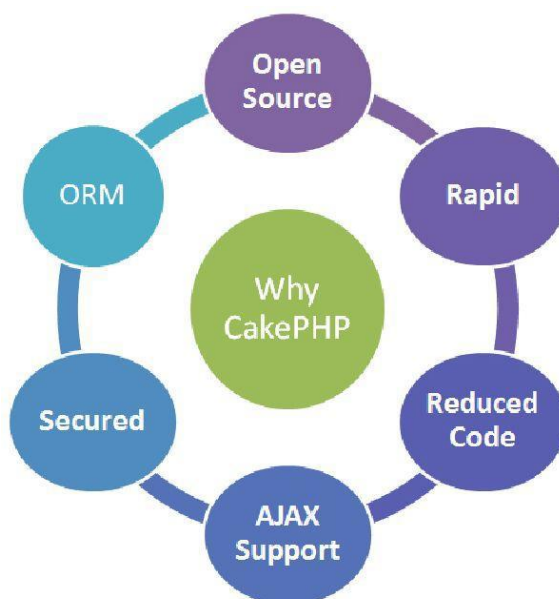 Open
Source
Rapid
Reduced
Code
AJAX
Support
Secured
ORM
Why
CakePHP